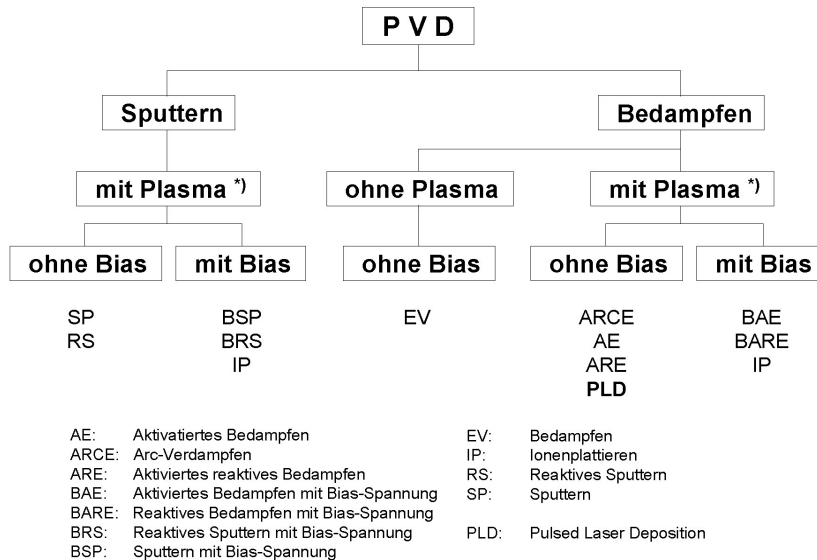 P V D
Sputtern
Bedampfen
mit Plasma *)
ohne Plasma
mit Plasma *)
ohne Bias
mit Bias
ohne Bias
ohne Bias
mit Bias
SP
RS
BSP
BRS
IP
EV
ARCE
AE
ARE
PLD
BAE
BARE
IP
AE: Aktivatiertes Bedampfen
ARCE: Arc-Verdampfen
ARE: Aktiviertes reaktives Bedampfen
BAE: Aktiviertes Bedampfen mit Bias-Spannung
BARE: Reaktives Bedampfen mit Bias-Spannung
BRS: Reaktives Sputtern mit Bias-Spannung
BSP: Sputtern mit Bias-Spannung
EV: Bedampfen
IP: Ionenplattieren
RS: Reaktives Sputtern
SP: Sputtern
PLD: Pulsed Laser Deposition